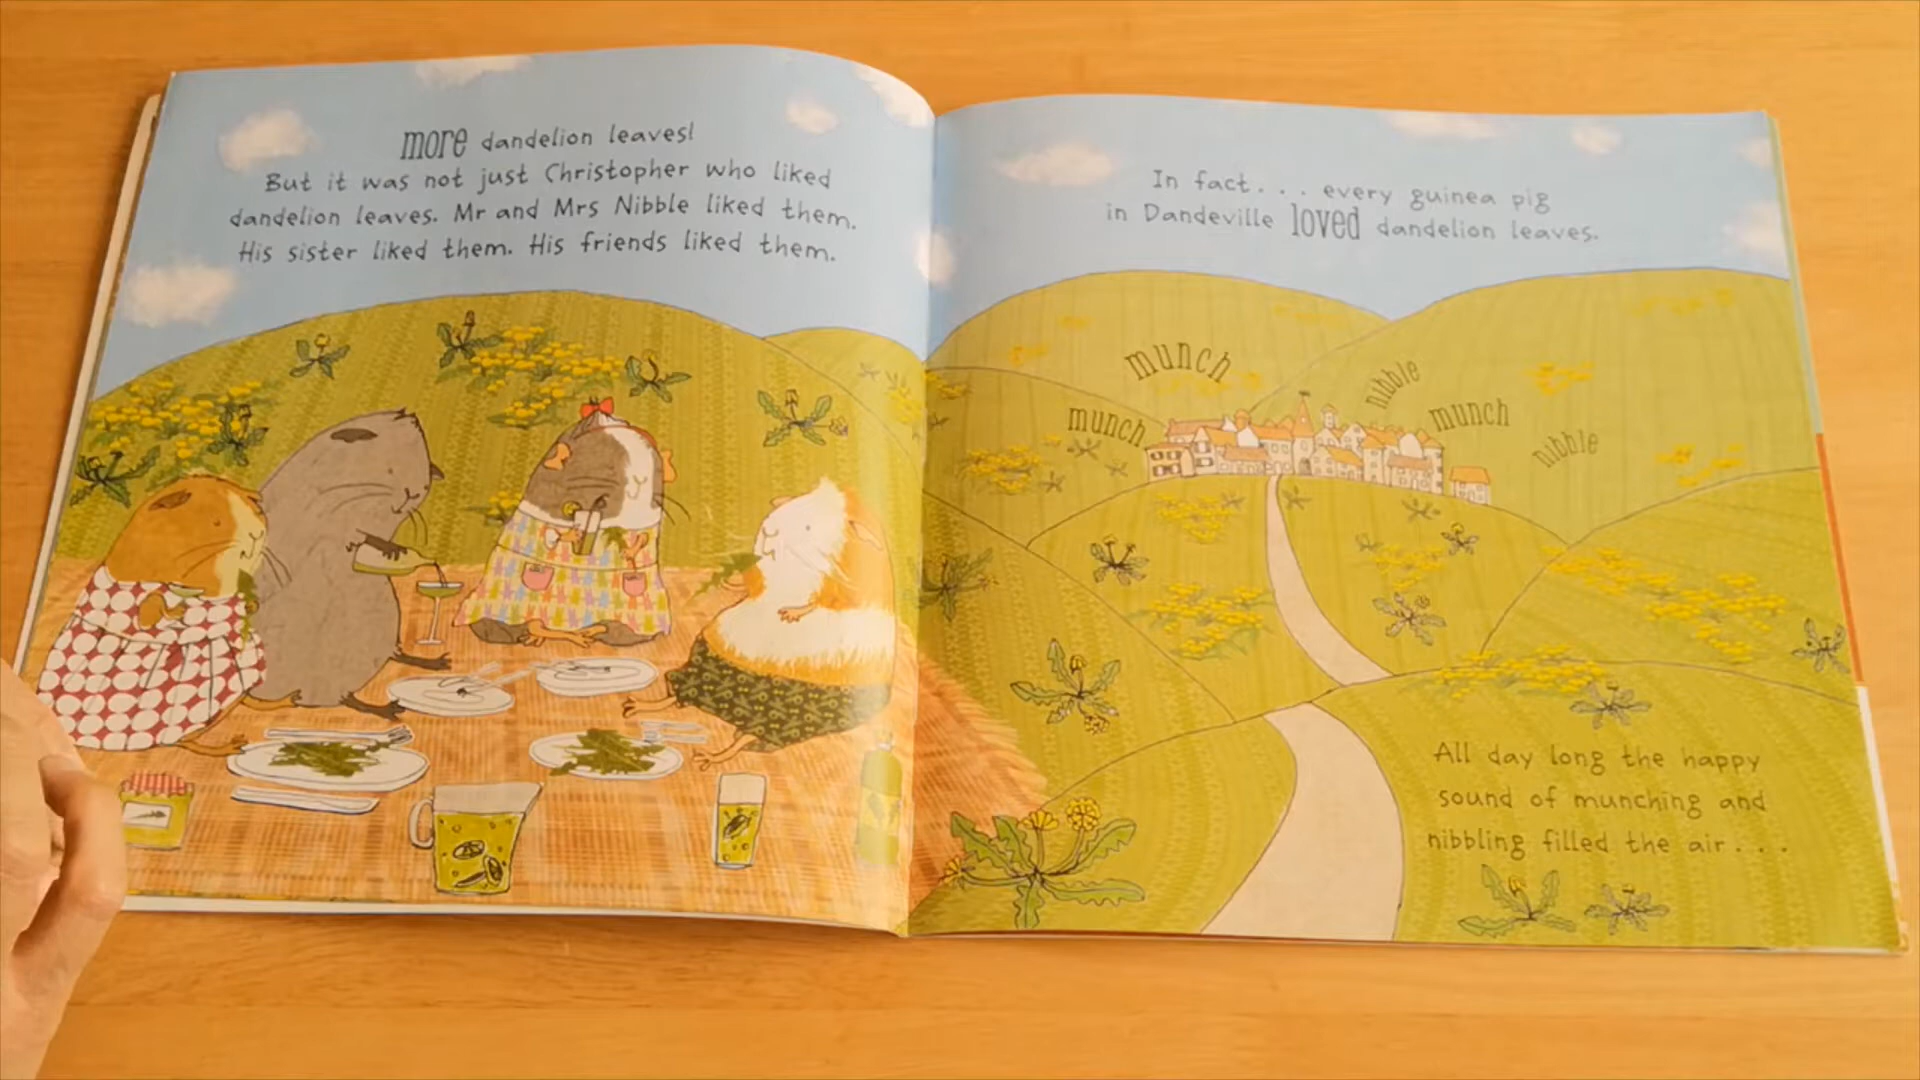 more dandelion leaves!
But it was not just Christopher who liked
dandelion leaves. Mr and Mrs Nibble liked them.
His sister liked them. His friends liked them.
In fact... every guinea pig
in Dandeville loved dandelion leaves.
munch
munch
nibble
munch
nibble
All day long the happy
sound of munching and
nibbling filled the air...